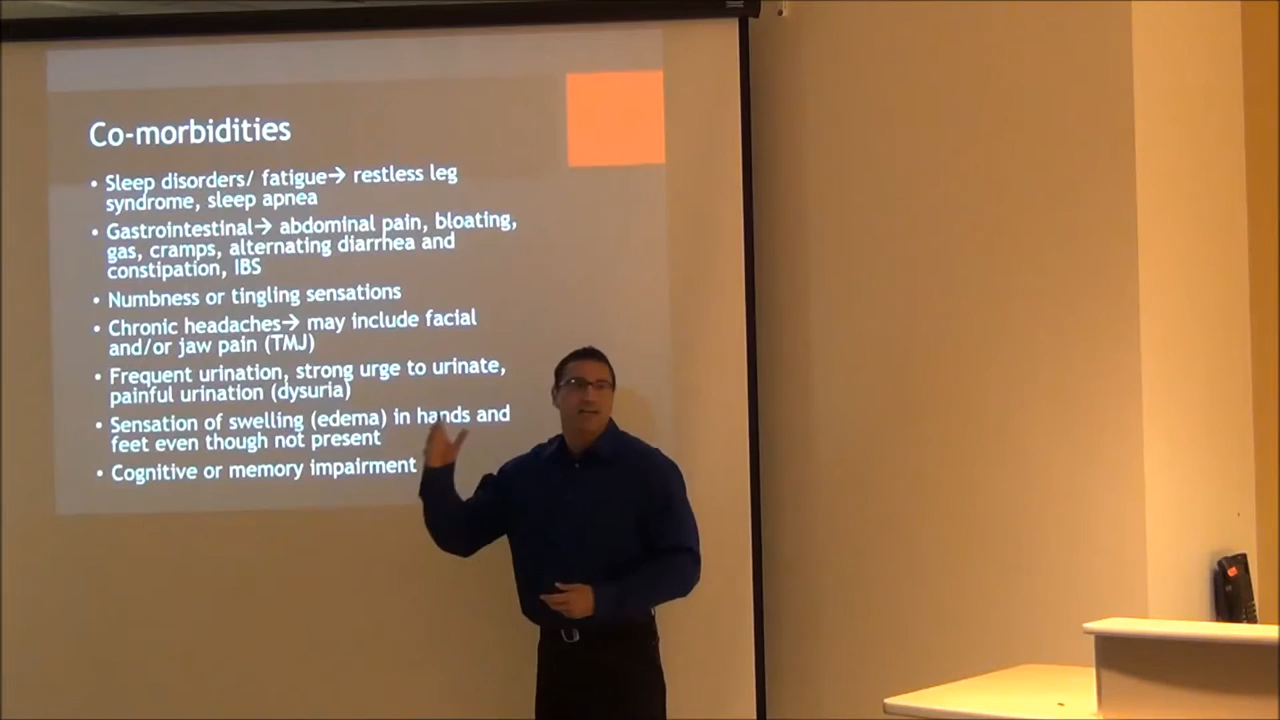 Co-morbidities
• Sleep disorders/ fatigue→ restless leg
syndrome, sleep apnea
• Gastrointestinal→ abdominal pain, bloating,
gas, cramps, alternating diarrhea and
constipation, IBS
• Numbness or tingling sensations
• Chronic headaches→ may include facial
and/or jaw pain (TMJ)
• Frequent urination, strong urge to urinate,
painful urination (dysuria)
• Sensation of swelling (edema) in hands and
feet even though not present
• Cognitive or memory impairment